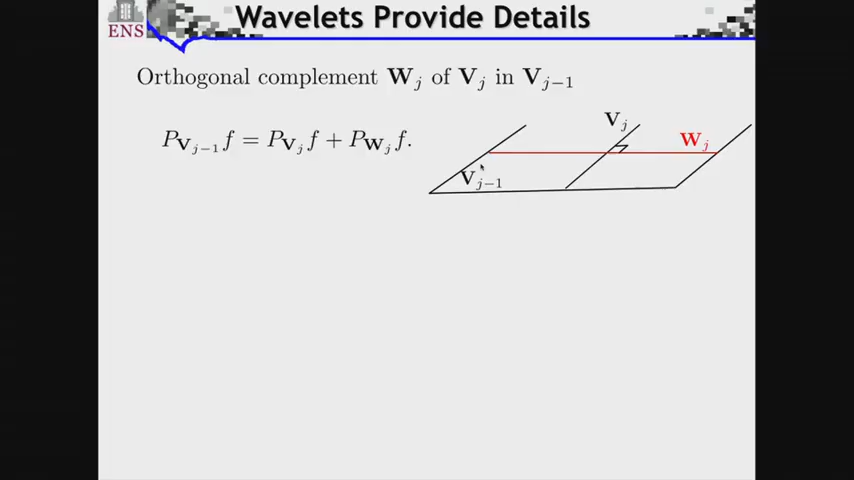 Wavelets Provide Details
ENS
Orthogonal complement W_j of V_j in V_{j−1}
P_{V_{j−1}} f = P_{V_j} f + P_{W_j} f.
V_j
W_j
V_{j−1}